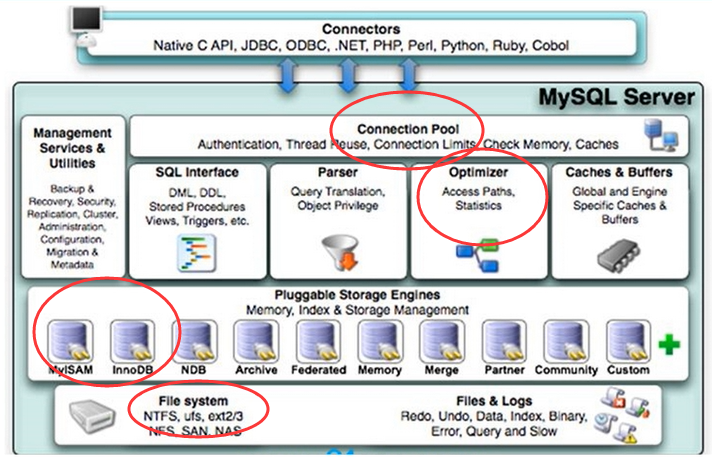 Connectors
Native C API, JDBC, ODBC, .NET, PHP, Perl, Python, Ruby, Cobol
MySQL Server
Management
Services &
Utilities
Backup &
Recovery, Security,
Replication, Cluster,
Administration,
Configuration,
Migration &
Metadata
Connection Pool
Authentication, Thread Reuse, Connection Limits, Check Memory, Caches
SQL Interface
DML, DDL,
Stored Procedures
Views, Triggers, etc.
Parser
Query Translation,
Object Privilege
Optimizer
Access Paths,
Statistics
Caches & Buffers
Global and Engine
Specific Caches &
Buffers
Pluggable Storage Engines
Memory, Index & Storage Management
MyISAM
InnoDB
NDB
Archive
Federated
Memory
Merge
Partner
Community
Custom
File system
NTFS, ufs, ext2/3
NFS, SAN, NAS
Files & Logs
Redo, Undo, Data, Index, Binary,
Error, Query and Slow